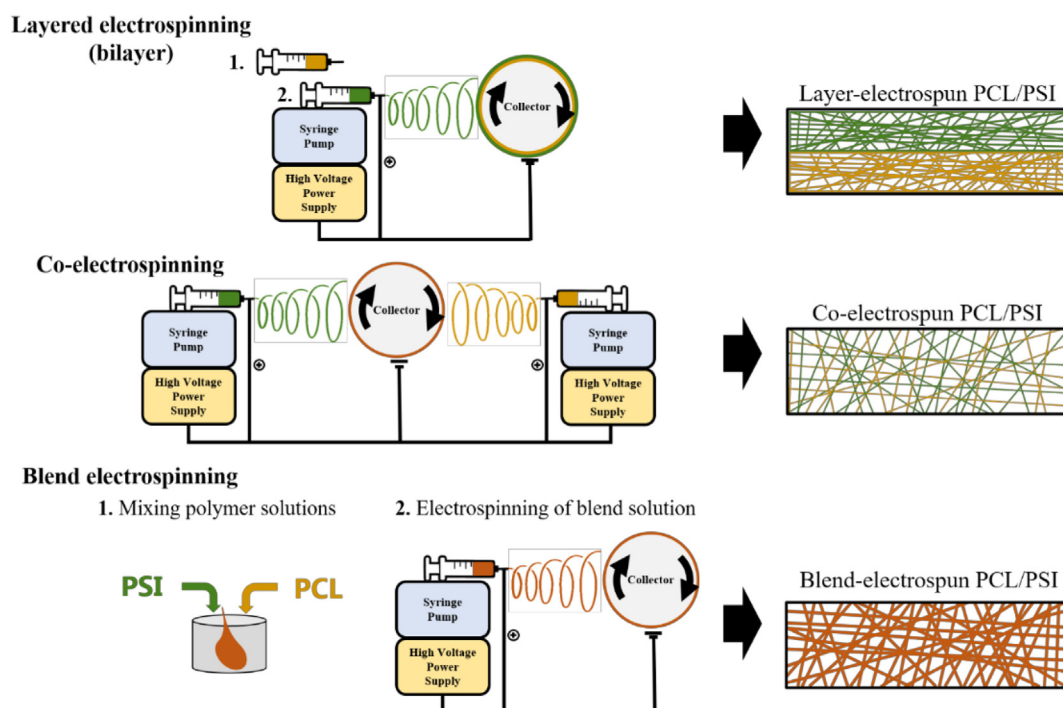 Layered electrospinning
(bilayer)
1.
2.
Collector
Syringe
Pump
High Voltage
Power
Supply
+
Layer-electrospun PCL/PSI
Co-electrospinning
Collector
Syringe
Pump
High Voltage
Power
Supply
+
+
Syringe
Pump
High Voltage
Power
Supply
Co-electrospun PCL/PSI
Blend electrospinning
1. Mixing polymer solutions
2. Electrospinning of blend solution
PSI
PCL
Collector
Syringe
Pump
High Voltage
Power
Supply
+
Blend-electrospun PCL/PSI